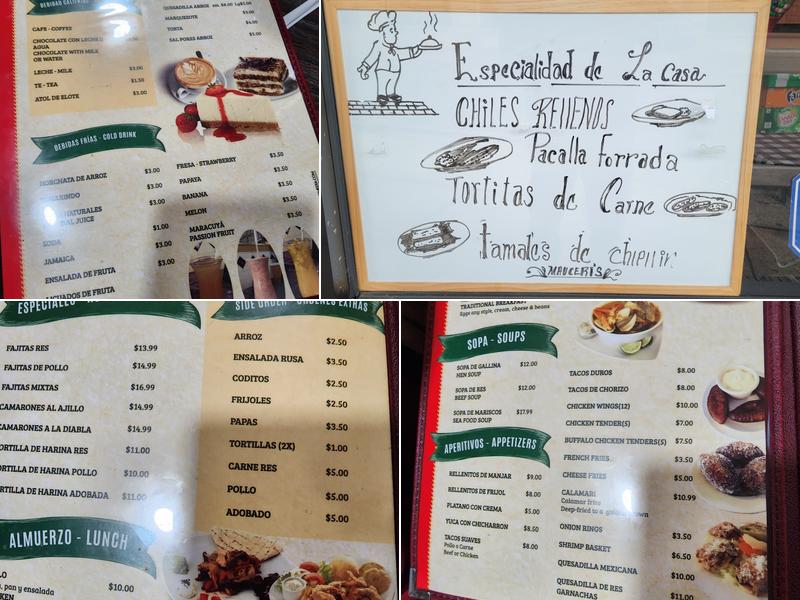 BEBIDAS CALIENTES
CAFE - COFFEE
CHOCOLATE CON LECHE O
AGUA
CHOCOLATE WITH MILK
OR WATER
LECHE - MILK $3.00
TE - TEA $1.50
ATOL DE ELOTE $3.00
QUESADILLA ARROZ sm. $8.00 Lg$5.00
MARQUEZOTE $3.00
TORTA $4.00
SAL PORES ARROZ $3.00
BEBIDAS FRÍAS - COLD DRINK
HORCHATA DE ARROZ $3.00
$3.00
NATURALES $3.00
SODA $1.00
JAMAICA $3.00
ENSALADA DE FRUTA $3.00
DE FRUTA
FRESA - STRAWBERRY $3.50
PAPAYA $3.50
BANANA $3.50
MELON $3.50
MARACUYÁ $3.50
PASSION FRUIT
Especialidad de La Casa
CHILES RELLENOS
Pacalla Forrada
Tortitas de Carne
Tamales de chipilin
MAUCERI'S
ESPECIALES
FAJITAS RES $13.99
FAJITAS DE POLLO $14.99
FAJITAS MIXTAS $16.99
CAMARONES AL AJILLO $14.99
CAMARONES A LA DIABLA $14.99
TORTILLA DE HARINA RES $11.00
TORTILLA DE HARINA POLLO $10.00
TORTILLA DE HARINA ADOBADA $11.00
SIDE ORDER - ORDENES EXTRAS
ARROZ $2.50
ENSALADA RUSA $3.50
CODITOS $2.50
FRIJOLES $2.50
PAPAS $3.50
TORTILLAS (2X) $1.00
CARNE RES $5.00
POLLO $5.00
ADOBADO $5.00
ALMUERZO - LUNCH
pan y ensalada $10.00
TRADITIONAL BREAKFAST
Eggs any style, cream, cheese & beans
SOPA - SOUPS
SOPA DE GALLINA $12.00
HEN SOUP
SOPA DE RES $12.00
BEEF SOUP
SOPA DE MARISCOS $17.99
SEA FOOD SOUP
APERITIVOS - APPETIZERS
RELLENITOS DE MANJAR $9.00
RELLENITOS DE FRIJOL $8.00
PLATANO CON CREMA $5.00
YUCA CON CHICHARRON $8.50
TACOS SUAVES $8.00
Pollo o Carne
Beef or Chicken
TACOS DUROS $8.00
TACOS DE CHORIZO $8.00
CHICKEN WINGS(12) $10.00
CHICKEN TENDER(S) $7.00
BUFFALO CHICKEN TENDERS(5) $7.50
FRENCH FRIES $3.50
CHEESE FRIES $5.00
CALAMARI $10.99
Calamar frito
Deep-fried to a golden brown
ONION RINGS $3.50
SHRIMP BASKET $6.50
QUESADILLA MEXICANA $10.00
QUESADILLA DE RES $11.00
GARNACHAS